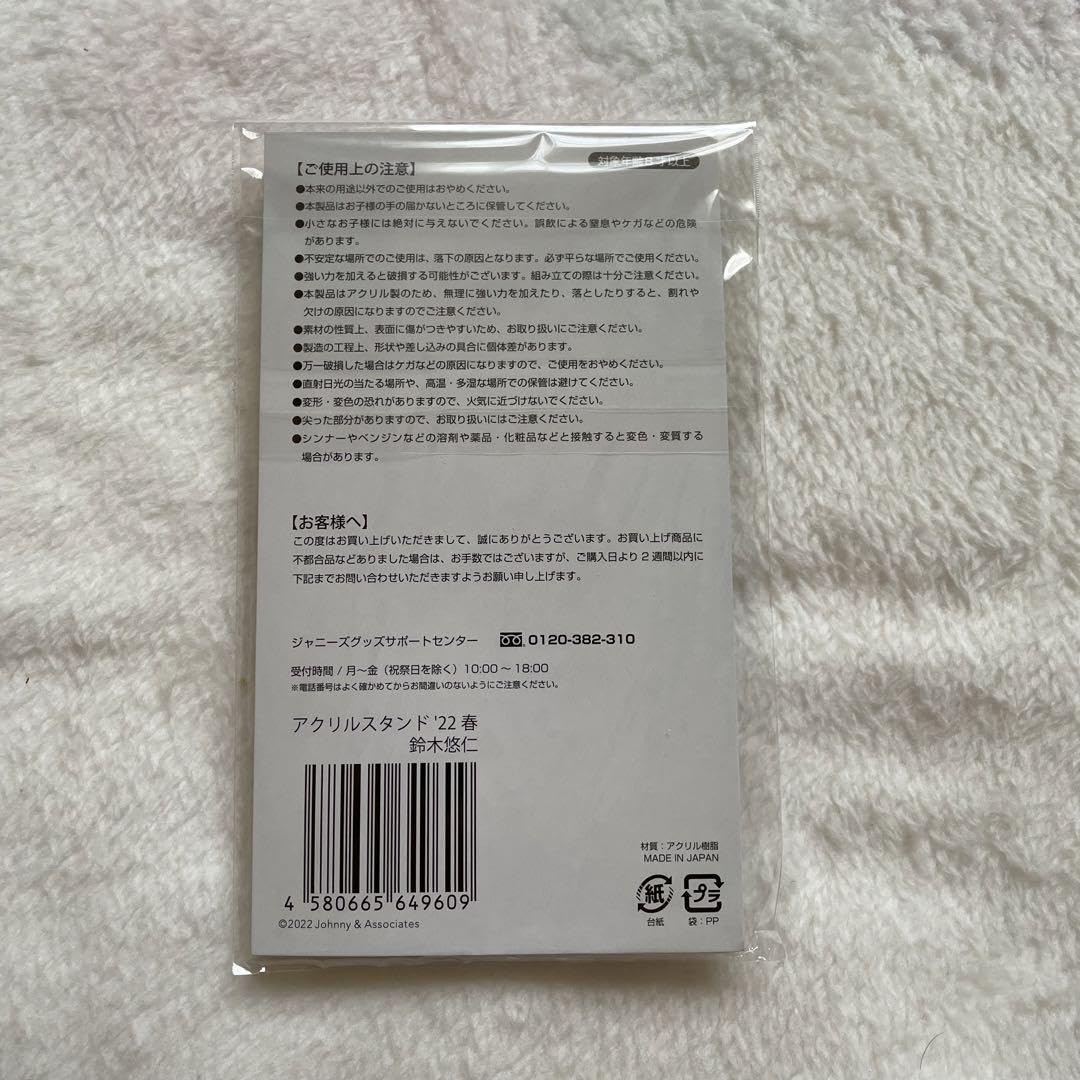 対象年齢8才以上
【ご使用上の注意】
●本来の用途以外でのご使用はおやめください。
●本製品はお子様の手の届かないところに保管してください。
●小さなお子様には絶対に与えないでください。誤飲による窒息やケガなどの危険
があります。
●不安定な場所でのご使用は、落下の原因となります。必ず平らな場所でご使用ください。
●強い力を加えると破損する可能性がございます。組み立ての際は十分ご注意ください。
●本製品はアクリル製のため、無理に強い力を加えたり、落としたりすると、割れや
欠けの原因になりますのでご注意ください。
●素材の性質上、表面に傷がつきやすいため、お取り扱いにご注意ください。
●製造の工程上、形状や差し込みの具合に個体差があります。
●万一破損した場合はケガなどの原因になりますので、ご使用をおやめください。
●直射日光の当たる場所や、高温・多湿な場所での保管は避けてください。
●変形・変色の恐れがありますので、火気に近づけないでください。
●尖った部分がありますので、お取り扱いにはご注意ください。
●シンナーやベンジンなどの溶剤や薬品・化粧品などと接触すると変色・変質する
場合があります。
【お客様へ】
この度はお買い上げいただきまして、誠にありがとうございます。お買い上げ商品に
不都合品などありました場合は、お手数ではございますが、ご購入日より2週間以内に
下記までお問い合わせいただきますようお願い申し上げます。
ジャニーズグッズサポートセンター 0120-382-310
受付時間/月〜金(祝祭日を除く)10:00〜18:00
※電話番号はよく確かめてからお間違いのないようにご注意ください。
アクリルスタンド'22春
鈴木悠仁
4 580665 649609
©2022 Johnny & Associates
材質:アクリル樹脂
MADE IN JAPAN
紙 プラ
台紙 袋:PP